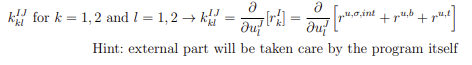 k_{kl}^{IJ} for k = 1, 2 and l = 1, 2 → k_{kl}^{IJ} = ∂/∂u_l^J [r_k^I] = ∂/∂u_l^J [r^{u,σ,int} + r^{u,b} + r^{u,t}]
Hint: external part will be taken care by the program itself